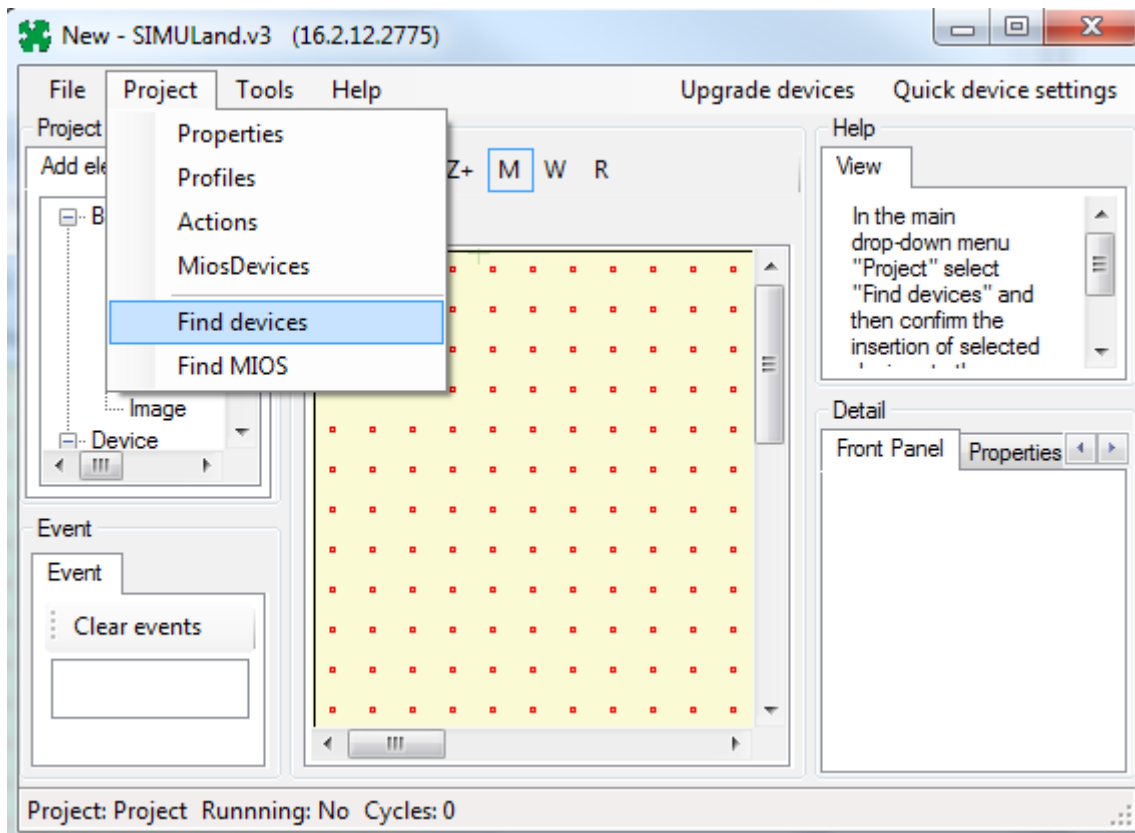 New - SIMULand.v3 (16.2.12.2775)
File Project Tools Help Upgrade devices Quick device settings
Project
Add ele
B
Image
Device
Properties
Profiles
Actions
MiosDevices
Find devices
Find MIOS
Z+ M W R
Help
View
In the main
drop-down menu
"Project" select
"Find devices" and
then confirm the
insertion of selected
Detail
Front Panel Properties
Event
Event
Clear events
Project: Project Runnning: No Cycles: 0